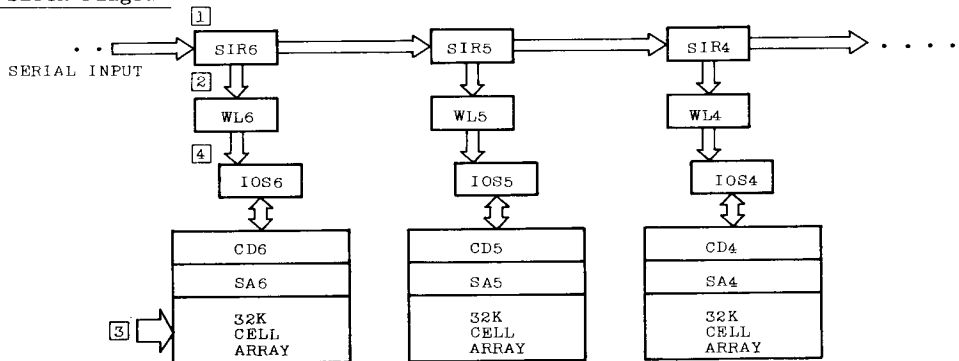 1
SERIAL INPUT
SIR6 SIR5 SIR4
2
WL6 WL5 WL4
4
IOS6 IOS5 IOS4
CD6 CD5 CD4
SA6 SA5 SA4
3
32K 32K 32K
CELL CELL CELL
ARRAY ARRAY ARRAY